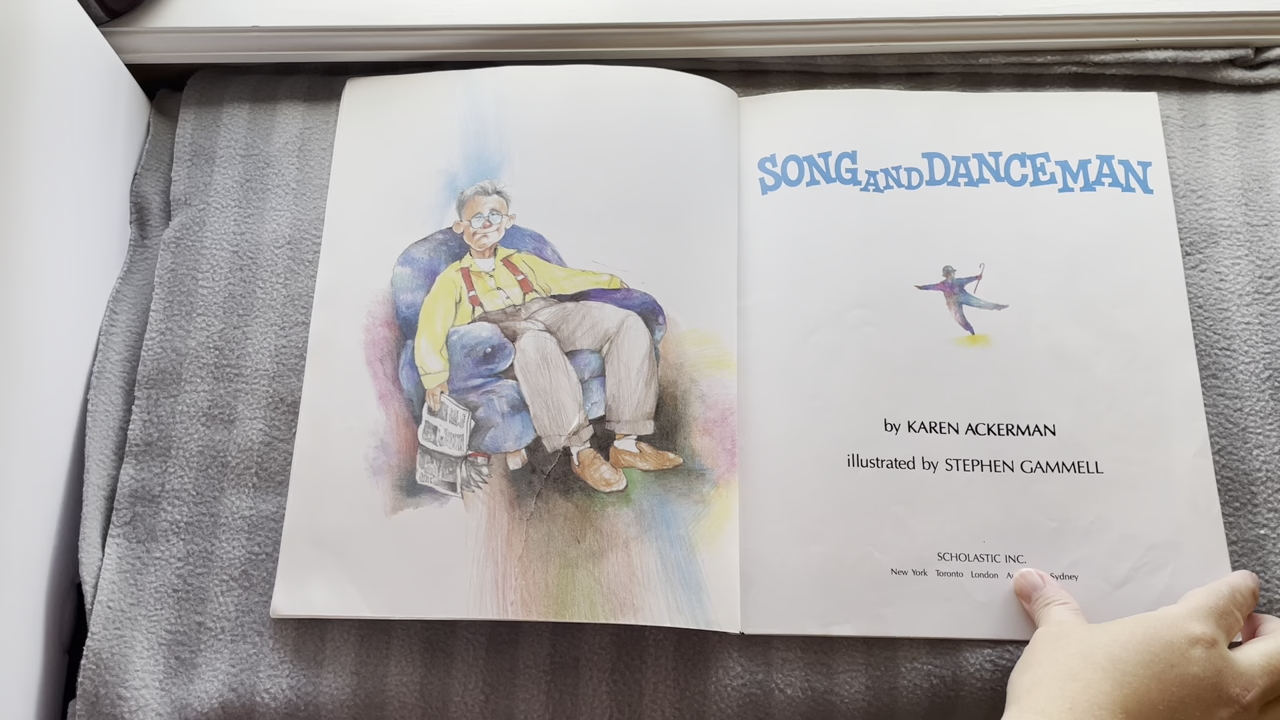 SONG AND DANCE MAN
by KAREN ACKERMAN
illustrated by STEPHEN GAMMELL
SCHOLASTIC INC.
New York Toronto London Sydney